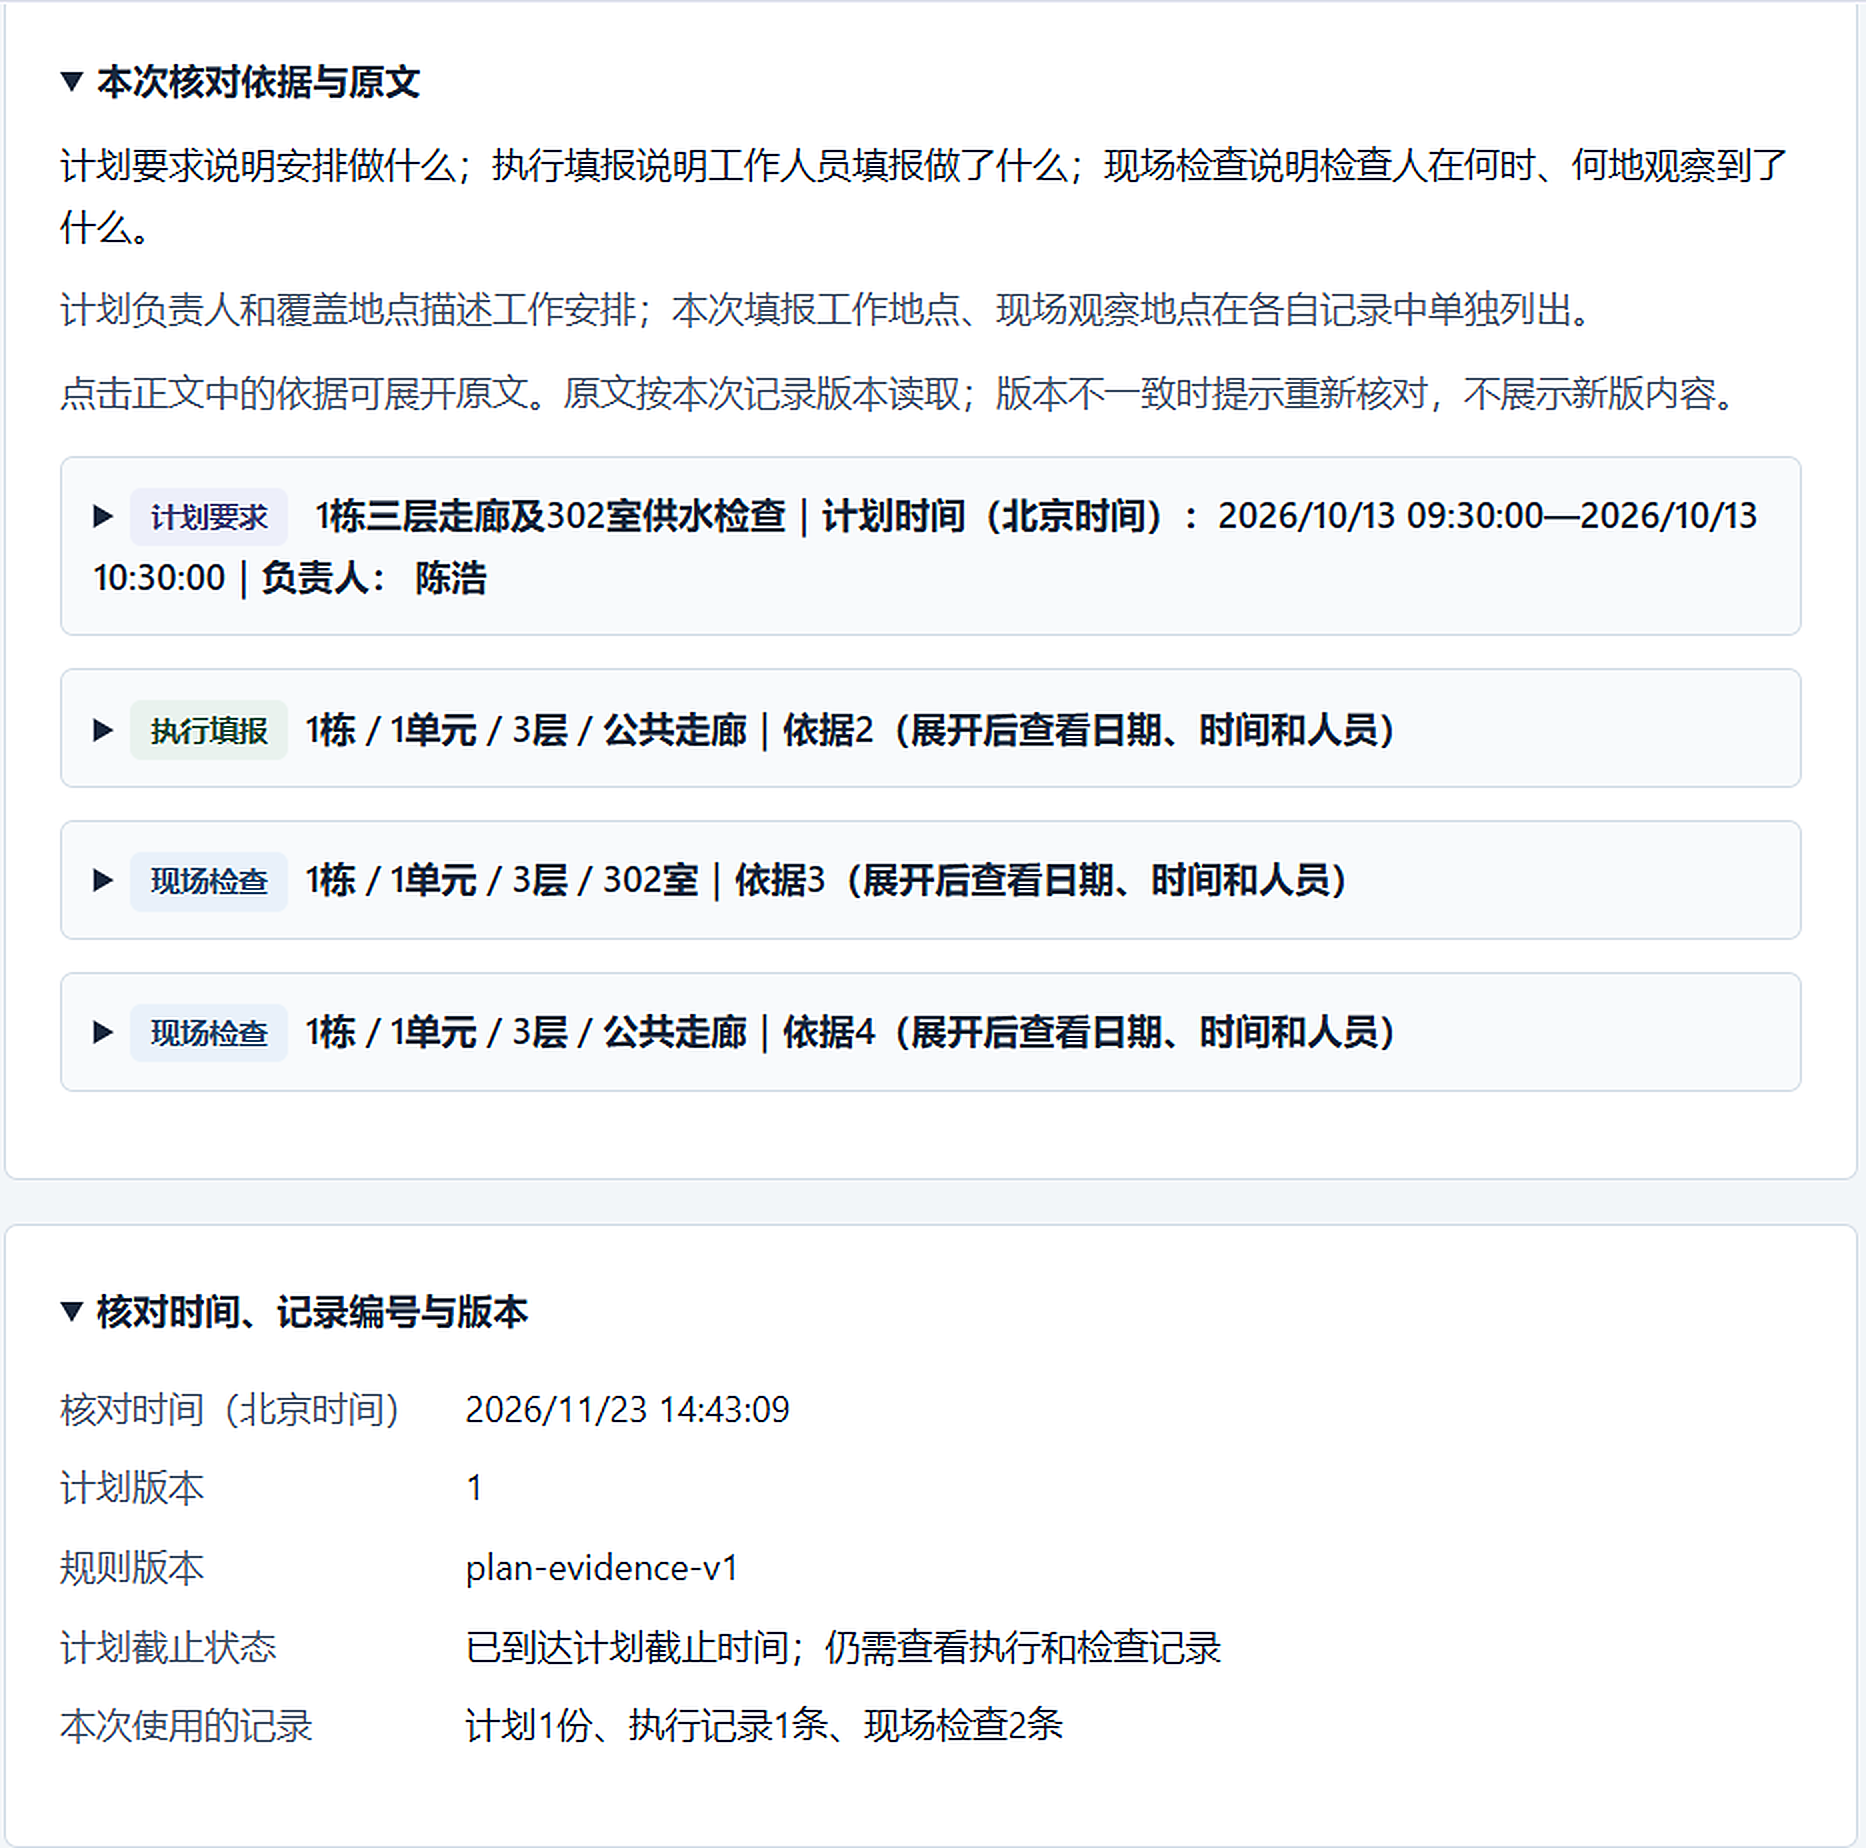 ▼ 本次核对依据与原文
计划要求说明安排做什么；执行填报说明工作人员填报做了什么；现场检查说明检查人在何时、何地观察到了
什么。
计划负责人和覆盖地点描述工作安排；本次填报工作地点、现场观察地点在各自记录中单独列出。
点击正文中的依据可展开原文。原文按本次记录版本读取；版本不一致时提示重新核对，不展示新版内容。
▶ 计划要求 1栋三层走廊及302室供水检查 | 计划时间（北京时间）：2026/10/13 09:30:00—2026/10/13
10:30:00 | 负责人： 陈浩
▶ 执行填报 1栋 / 1单元 / 3层 / 公共走廊 | 依据2（展开后查看日期、时间和人员）
▶ 现场检查 1栋 / 1单元 / 3层 / 302室 | 依据3（展开后查看日期、时间和人员）
▶ 现场检查 1栋 / 1单元 / 3层 / 公共走廊 | 依据4（展开后查看日期、时间和人员）
▼ 核对时间、记录编号与版本
核对时间（北京时间） 2026/11/23 14:43:09
计划版本 1
规则版本 plan-evidence-v1
计划截止状态 已到达计划截止时间；仍需查看执行和检查记录
本次使用的记录 计划1份、执行记录1条、现场检查2条